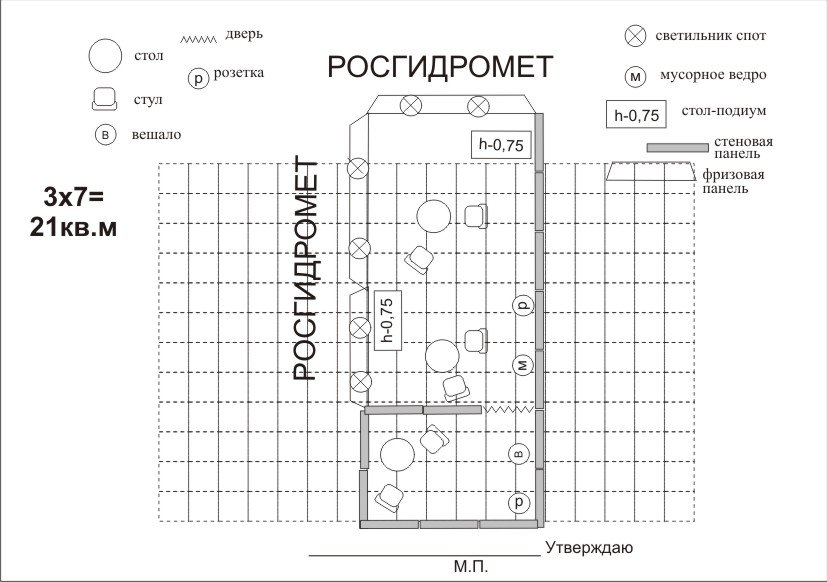 дверь
стол
р
розетка
стул
в
вешало
РОСГИДРОМЕТ
светильник спот
м
мусорное ведро
h-0,75
стол-подиум
стеновая
панель
фризовая
панель
3х7=
21кв.м
РОСГИДРОМЕТ
h-0,75
h-0,75
р
м
в
р
Утверждаю
М.П.